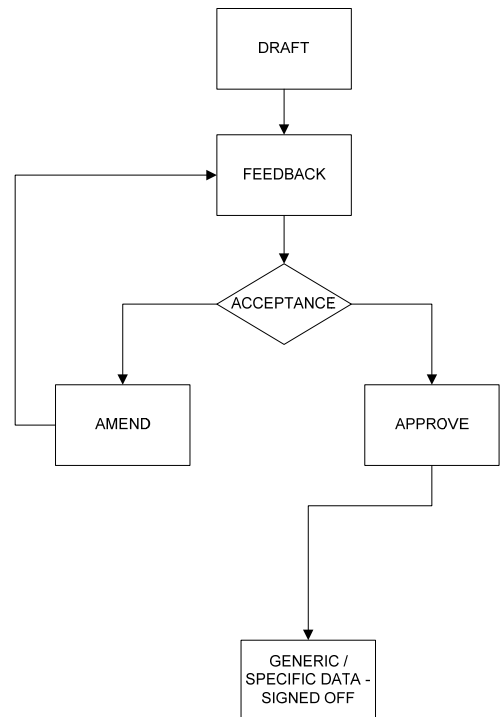 DRAFT
FEEDBACK
ACCEPTANCE
AMEND
APPROVE
GENERIC /
SPECIFIC DATA -
SIGNED OFF